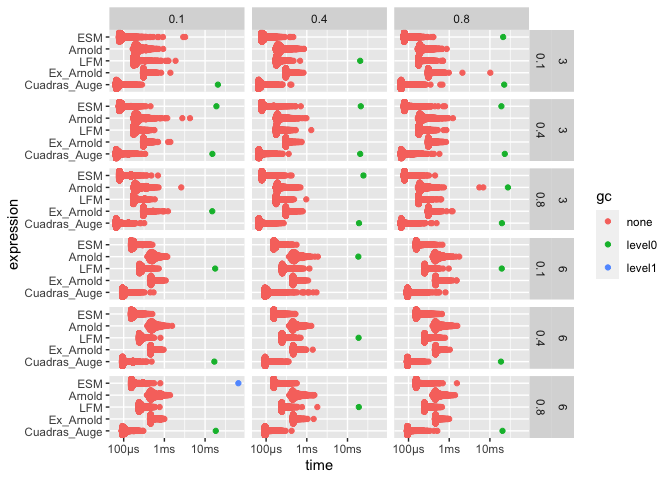 0.1 0.4 0.8
ESM
Arnold
LFM
Ex_Arnold
Cuadras_Auge
0.1 3
ESM
Arnold
LFM
Ex_Arnold
Cuadras_Auge
0.4 3
ESM
Arnold
LFM
Ex_Arnold
Cuadras_Auge
0.8 3
ESM
Arnold
LFM
Ex_Arnold
Cuadras_Auge
0.1 6
ESM
Arnold
LFM
Ex_Arnold
Cuadras_Auge
0.4 6
ESM
Arnold
LFM
Ex_Arnold
Cuadras_Auge
0.8 6
100µs 1ms 10ms 100µs 1ms 10ms 100µs 1ms 10ms
time
expression
gc
none
level0
level1